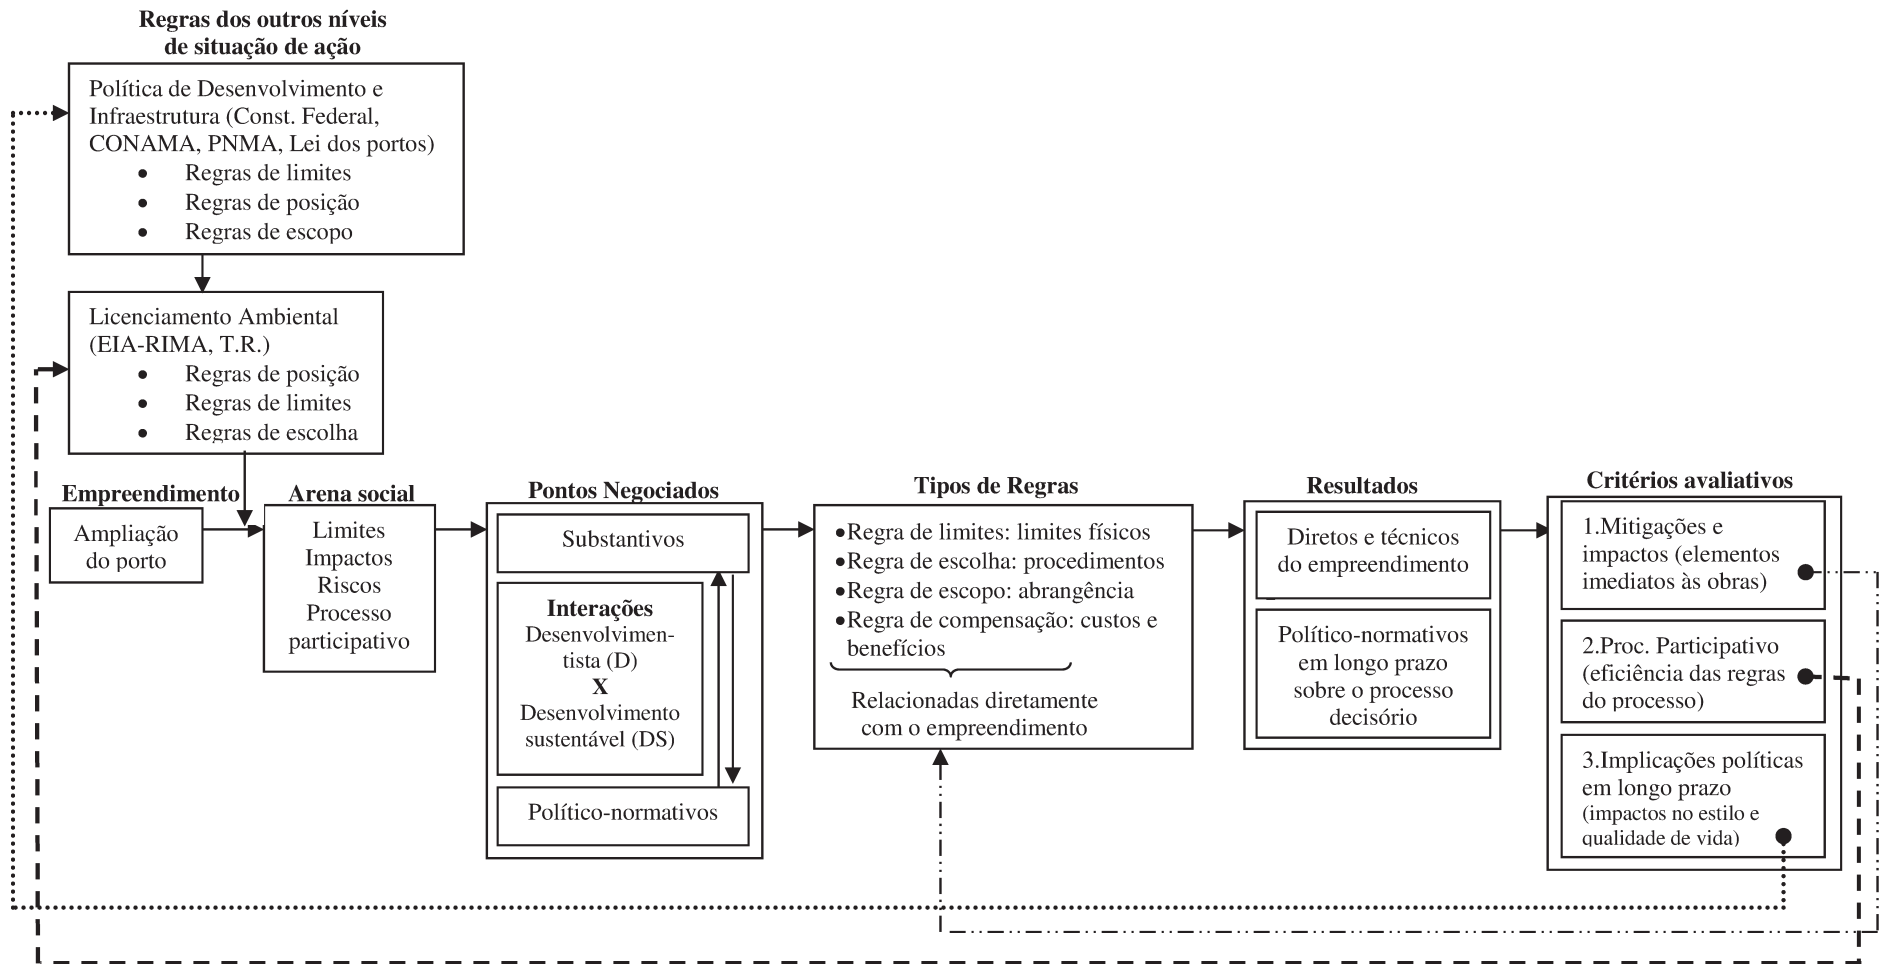 Regras dos outros níveis
de situação de ação
Política de Desenvolvimento e
Infraestrutura (Const. Federal,
CONAMA, PNMA, Lei dos portos)
• Regras de limites
• Regras de posição
• Regras de escopo
Licenciamento Ambiental
(EIA-RIMA, T.R.)
• Regras de posição
• Regras de limites
• Regras de escolha
Empreendimento
Ampliação
do porto
Arena social
Limites
Impactos
Riscos
Processo
participativo
Pontos Negociados
Substantivos
Interações
Desenvolvimen-
tista (D)
X
Desenvolvimento
sustentável (DS)
Político-normativos
Tipos de Regras
•Regra de limites: limites físicos
•Regra de escolha: procedimentos
•Regra de escopo: abrangência
•Regra de compensação: custos e
benefícios
Relacionadas diretamente
com o empreendimento
Resultados
Diretos e técnicos
do empreendimento
Político-normativos
em longo prazo
sobre o processo
decisório
Critérios avaliativos
1.Mitigações e
impactos (elementos
imediatos às obras)
2.Proc. Participativo
(eficiência das regras
do processo)
3.Implicações políticas
em longo prazo
(impactos no estilo e
qualidade de vida)